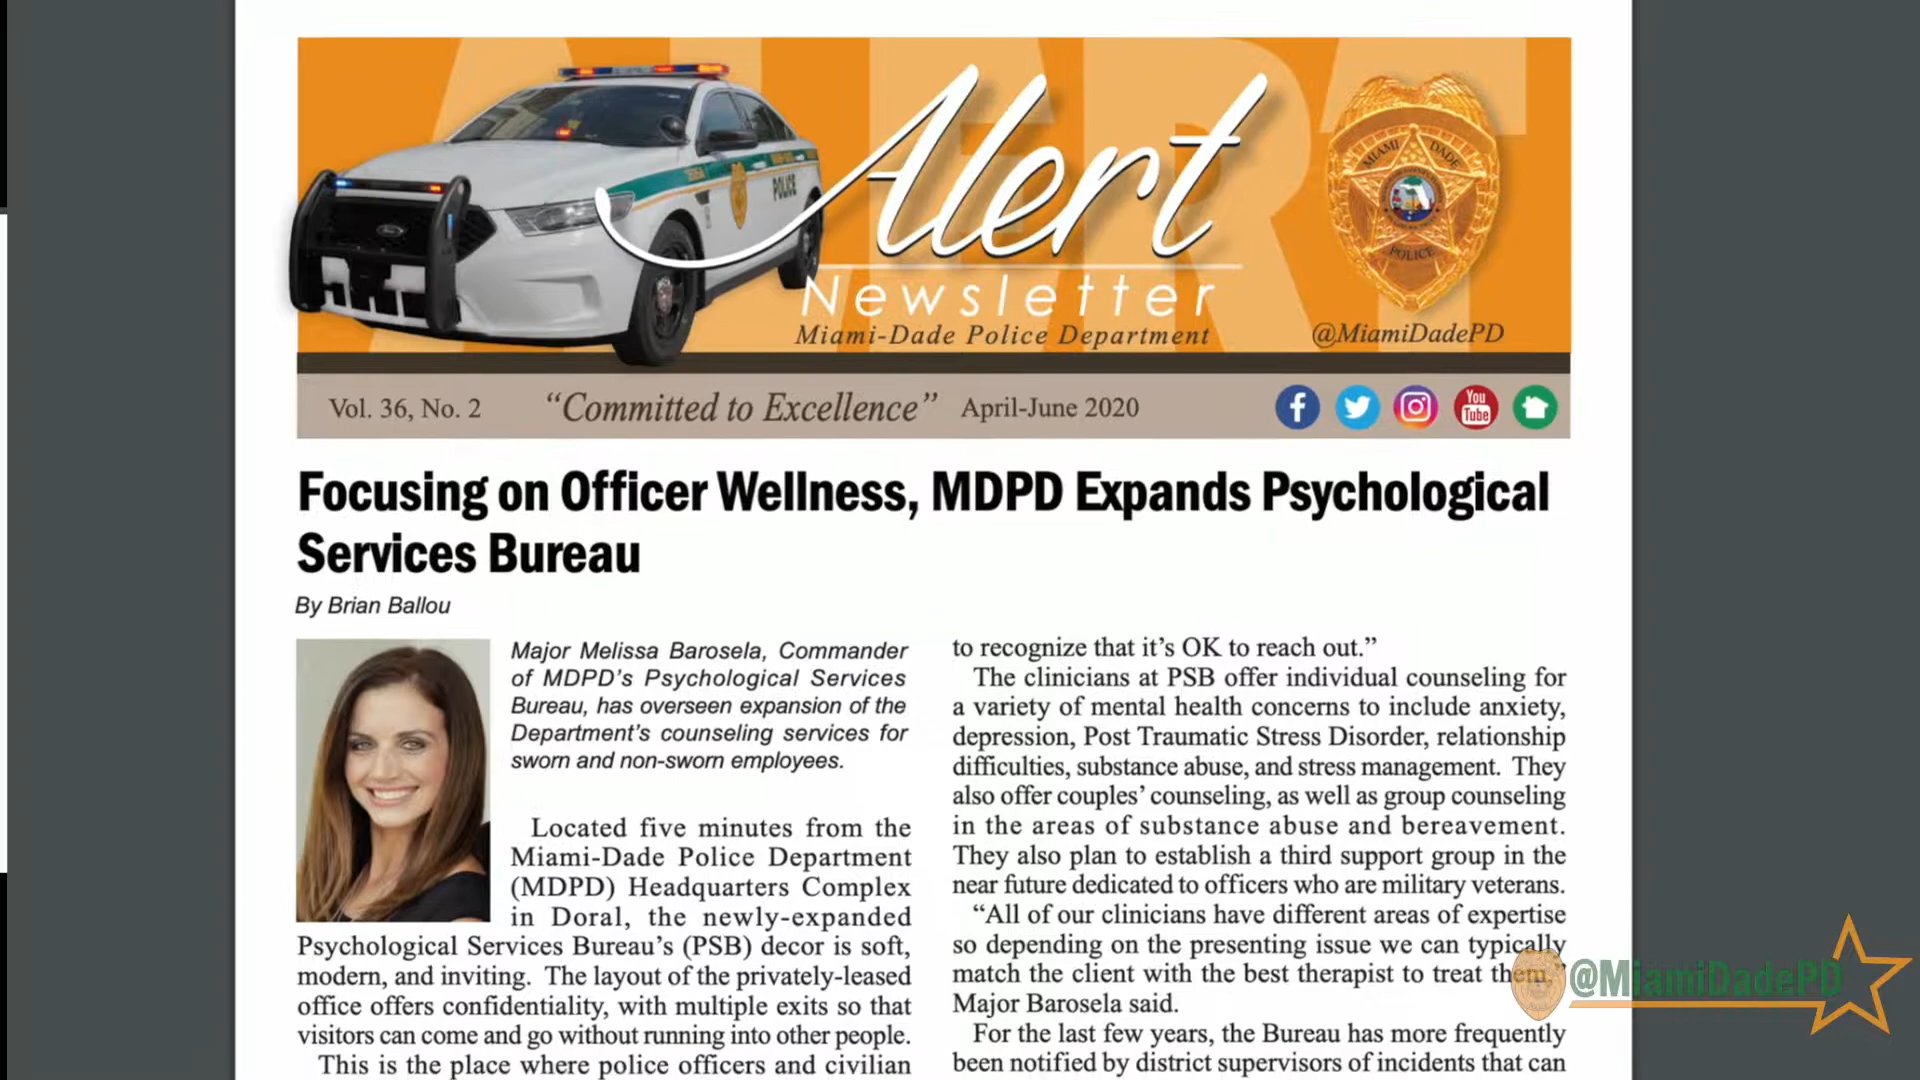 Alert
Newsletter
Miami-Dade Police Department
MIAMI DADE
POLICE
@MiamiDadePD
POLICE
Vol. 36, No. 2 “Committed to Excellence” April-June 2020
You
Tube
Focusing on Officer Wellness, MDPD Expands Psychological
Services Bureau
By Brian Ballou
Major Melissa Barosela, Commander
of MDPD’s Psychological Services
Bureau, has overseen expansion of the
Department’s counseling services for
sworn and non-sworn employees.
Located five minutes from the
Miami-Dade Police Department
(MDPD) Headquarters Complex
in Doral, the newly-expanded
Psychological Services Bureau’s (PSB) decor is soft,
modern, and inviting. The layout of the privately-leased
office offers confidentiality, with multiple exits so that
visitors can come and go without running into other people.
This is the place where police officers and civilian
to recognize that it’s OK to reach out.”
The clinicians at PSB offer individual counseling for
a variety of mental health concerns to include anxiety,
depression, Post Traumatic Stress Disorder, relationship
difficulties, substance abuse, and stress management. They
also offer couples’ counseling, as well as group counseling
in the areas of substance abuse and bereavement.
They also plan to establish a third support group in the
near future dedicated to officers who are military veterans.
“All of our clinicians have different areas of expertise
so depending on the presenting issue we can typically
match the client with the best therapist to treat them,”
Major Barosela said.
For the last few years, the Bureau has more frequently
been notified by district supervisors of incidents that can
@MiamiDadePD